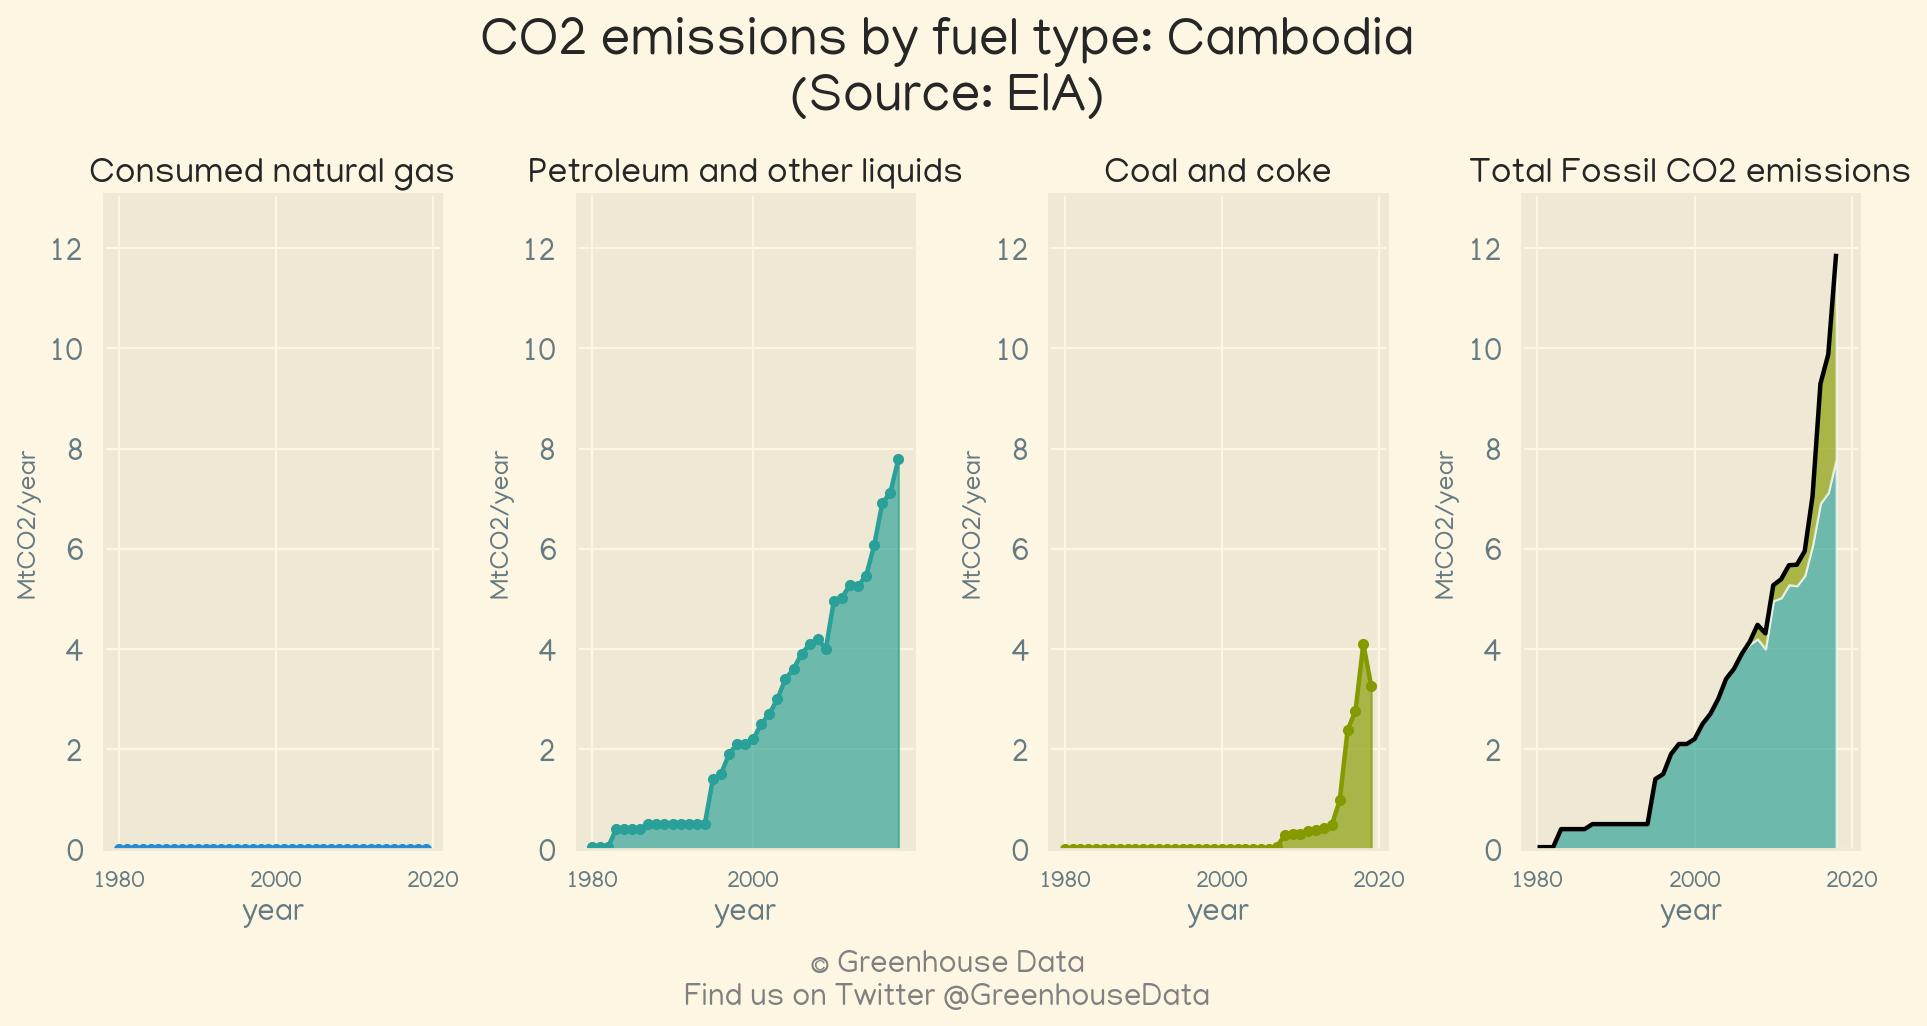 CO2 emissions by fuel type: Cambodia
(Source: EIA)
Consumed natural gas
MtCO2/year
12
10
8
6
4
2
0
1980 2000 2020
year
Petroleum and other liquids
MtCO2/year
12
10
8
6
4
2
0
1980 2000
year
Coal and coke
MtCO2/year
12
10
8
6
4
2
0
1980 2000 2020
year
Total Fossil CO2 emissions
MtCO2/year
12
10
8
6
4
2
0
1980 2000 2020
year
© Greenhouse Data
Find us on Twitter @GreenhouseData